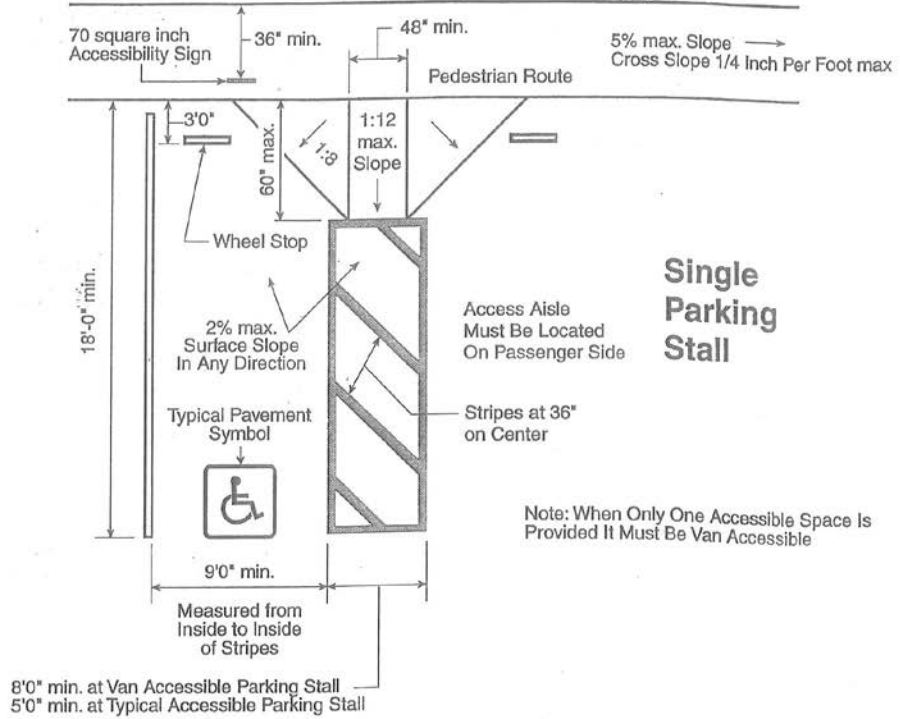 70 square inch
Accessibility Sign
36" min.
48" min.
5% max. Slope
Cross Slope 1/4 Inch Per Foot max
Pedestrian Route
3'0"
60" max.
1:8
1:12
max.
Slope
Wheel Stop
18'-0" min.
2% max.
Surface Slope
In Any Direction
Access Aisle
Must Be Located
On Passenger Side
Single
Parking
Stall
Typical Pavement
Symbol
Stripes at 36"
on Center
Note: When Only One Accessible Space Is
Provided It Must Be Van Accessible
9'0" min.
Measured from
Inside to Inside
of Stripes
8'0" min. at Van Accessible Parking Stall
5'0" min. at Typical Accessible Parking Stall